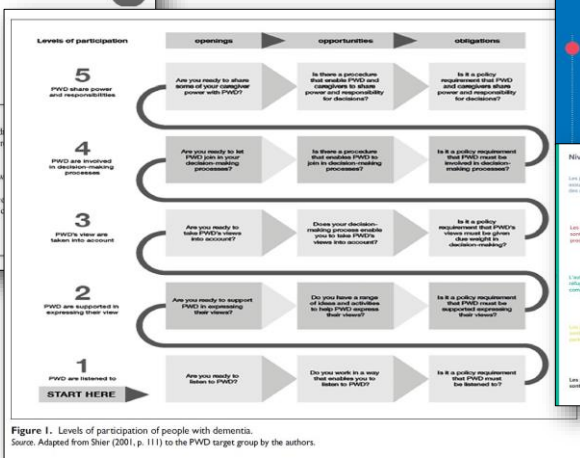 Levels of participation
openings
opportunities
obligations
5
PWD share power
and responsibilities
Are you ready to share
some of your caregiver
power with PWD?
Is there a procedure
that enable PWD and
caregivers to share
power and responsibility
for decisions?
Is it a policy
requirement that PWD
and caregivers share
power and responsibility
for decisions?
4
PWD are involved
in decision-making
processes
Are you ready to let
PWD join in your
decision-making
processes?
Is there a procedure
that enables PWD to
join in decision-making
processes?
Is it a policy requirement
that PWD must be
involved in decision-
making processes?
3
PWD's view are
taken into account
Are you ready to
take PWD's views
into account?
Does your decision-
making process enable
you to take PWD's
views into account?
Is it a policy
requirement that PWD's
views must be given
due weight in
decision-making?
2
PWD are supported in
expressing their view
Are you ready to support
PWD in expressing
their views?
Do you have a range
of ideas and activities
to help PWD express
their views?
Is it a policy requirement
that PWD must be
supported expressing
their views?
1
PWD are listened to
START HERE
Are you ready to
listen to PWD?
Do you work in a way
that enables you to
listen to PWD?
Is it a policy requirement
that PWD must
be listened to?
Figure 1. Levels of participation of people with dementia.
Source. Adapted from Shier (2001, p. 111) to the PWD target group by the authors.
Niv
Les